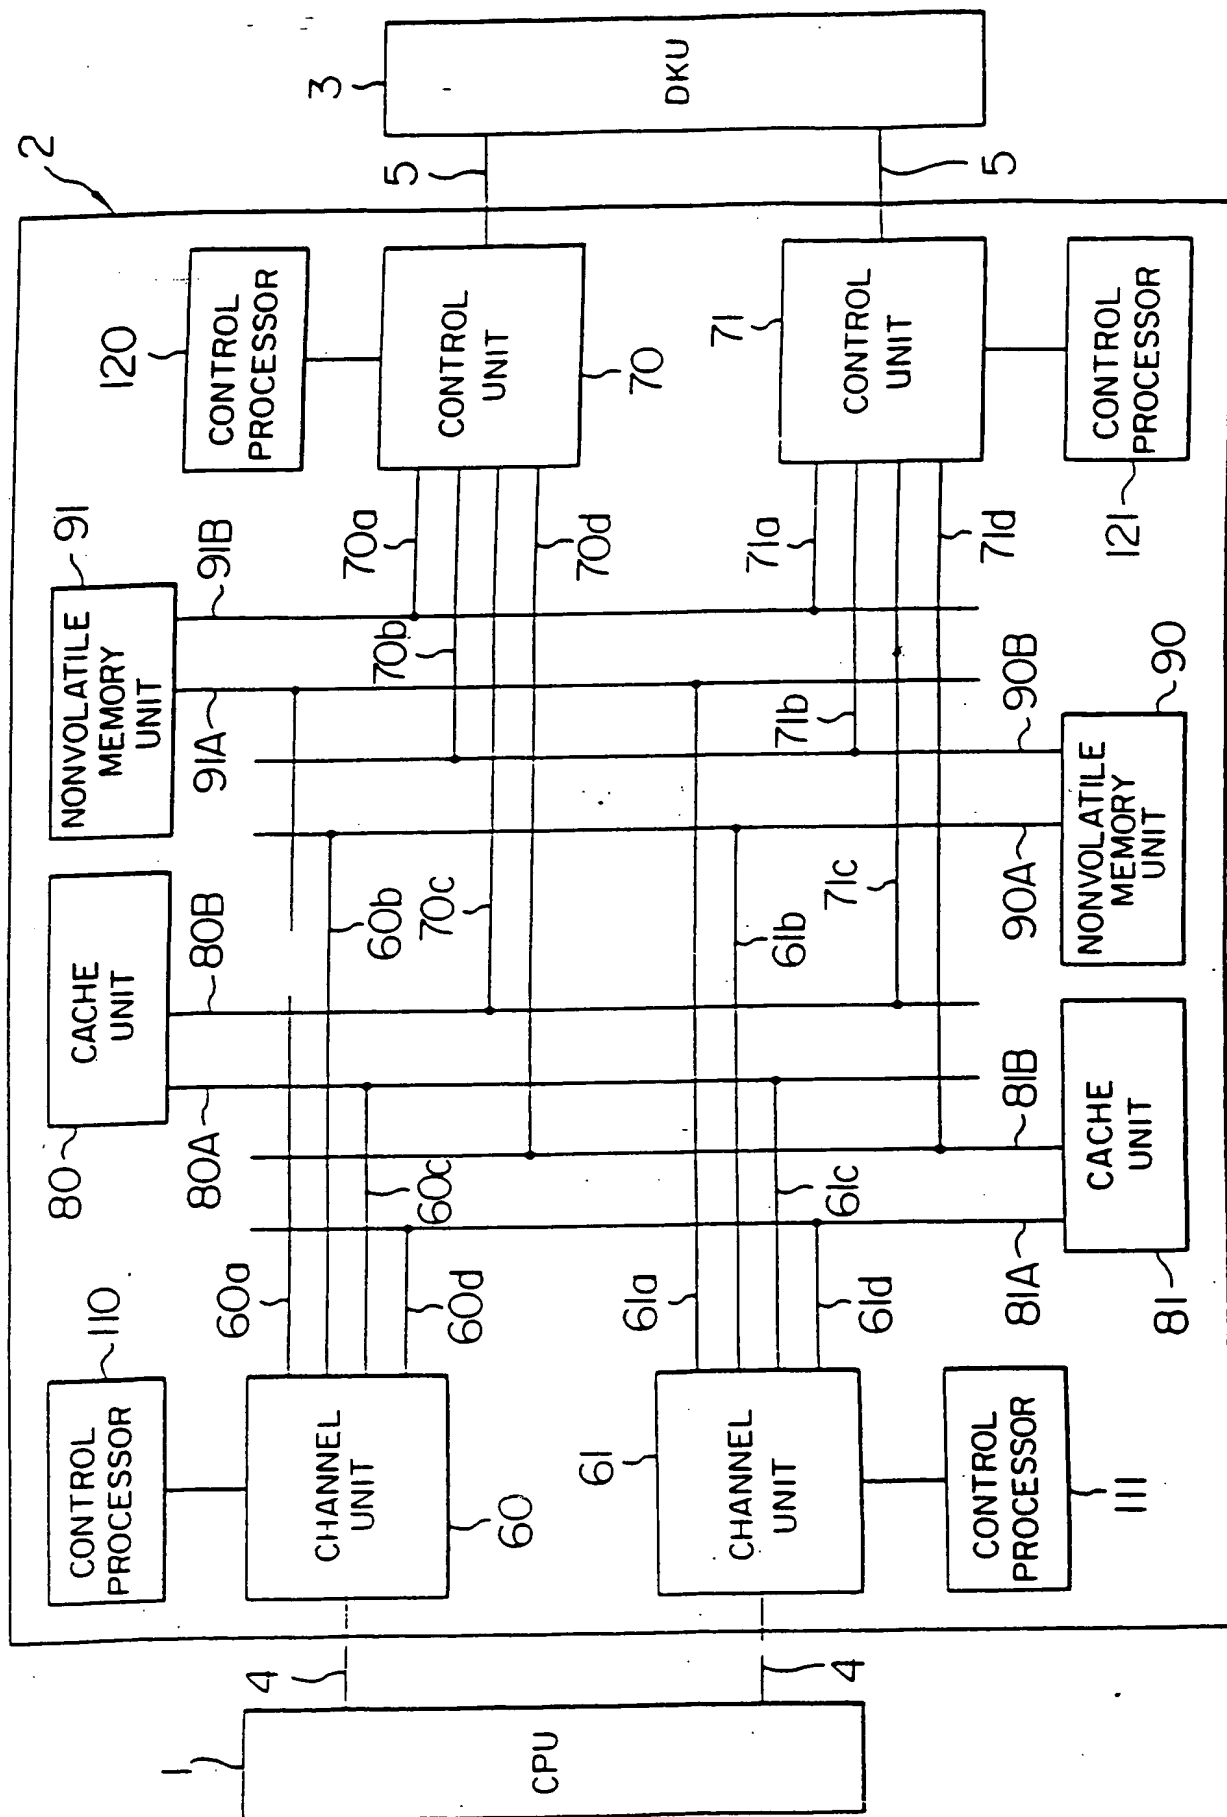 2
1
CPU
4
4
CONTROL
PROCESSOR
110
CHANNEL
UNIT
60
60a
60b
60c
60d
61
CHANNEL
UNIT
61a
61b
61c
61d
CONTROL
PROCESSOR
111
80
CACHE
UNIT
80A
80B
81A
81B
CACHE
UNIT
81
NONVOLATILE
MEMORY
UNIT
91
91A
91B
90A
90B
NONVOLATILE
MEMORY
UNIT
90
70a
70b
70c
70d
71a
71b
71c
71d
120
CONTROL
PROCESSOR
CONTROL
UNIT
70
71
CONTROL
UNIT
CONTROL
PROCESSOR
121
5
5
3
DKU